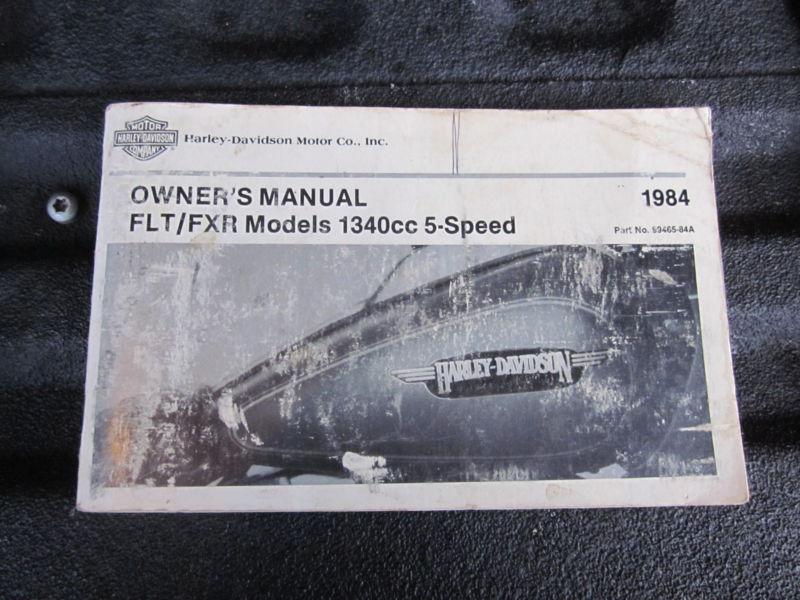 MOTOR
HARLEY-DAVIDSON
COMPANY
Harley-Davidson Motor Co., Inc.
OWNER'S MANUAL
1984
FLT/FXR Models 1340cc 5-Speed
Part No. 99465-84A
HARLEY-DAVIDSON